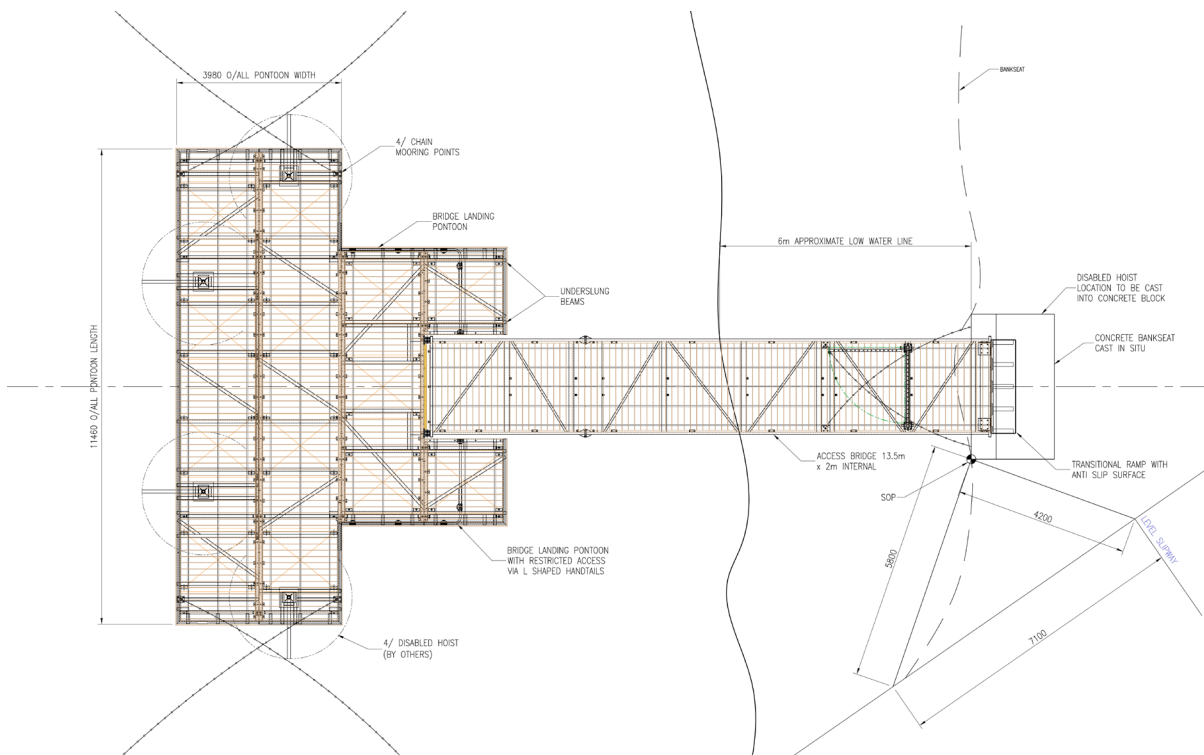 BANKSEAT
3980 O/ALL PONTOON WIDTH
4/ CHAIN
MOORING POINTS
BRIDGE LANDING
PONTOON
6m APPROXIMATE LOW WATER LINE
UNDERSLUNG
BEAMS
DISABLED HOIST
LOCATION TO BE CAST
INTO CONCRETE BLOCK
CONCRETE BANKSEAT
CAST IN SITU
11460 O/ALL PONTOON LENGTH
ACCESS BRIDGE 13.5m
x 2m INTERNAL
TRANSITIONAL RAMP WITH
ANTI SLIP SURFACE
SOP
4200
LEVEL SLIPWAY
5800
7100
BRIDGE LANDING PONTOON
WITH RESTRICTED ACCESS
VIA L SHAPED HANDTAILS
4/ DISABLED HOIST
(BY OTHERS)